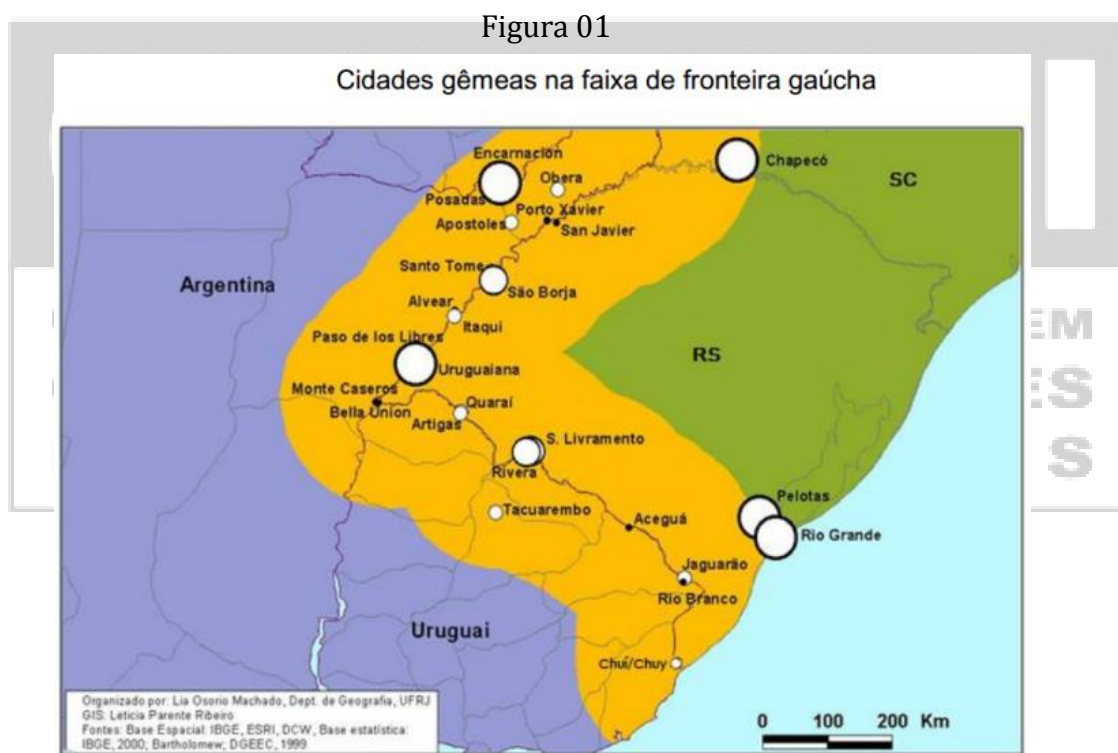 Figura 01
Cidades gêmeas na faixa de fronteira gaúcha
Encarnación
Obera
Chapecó
SC
Posadas
Porto Xavier
Apostoles
San Javier
Santo Tome
Argentina
São Borja
Alvear
Itaqui
EM
Paso de los Libres
RS
Uruguaiana
Monte Caseros
Quaraí
ES
Bella Union
Artigas
S. Livramento
S
Rivera
Pelotas
Tacuarembo
Aceguá
Rio Grande
Jaguarão
Rio Branco
Uruguai
Chuí/Chuy
Organizado por: Lia Osorio Machado, Dept. de Geografia, UFRJ
GIS: Leticia Parente Ribeiro
Fontes: Base Espacial: IBGE, ESRI, DCW, Base estatística:
IBGE, 2000; Bartholomew; DGEEC, 1999
0 100 200 Km